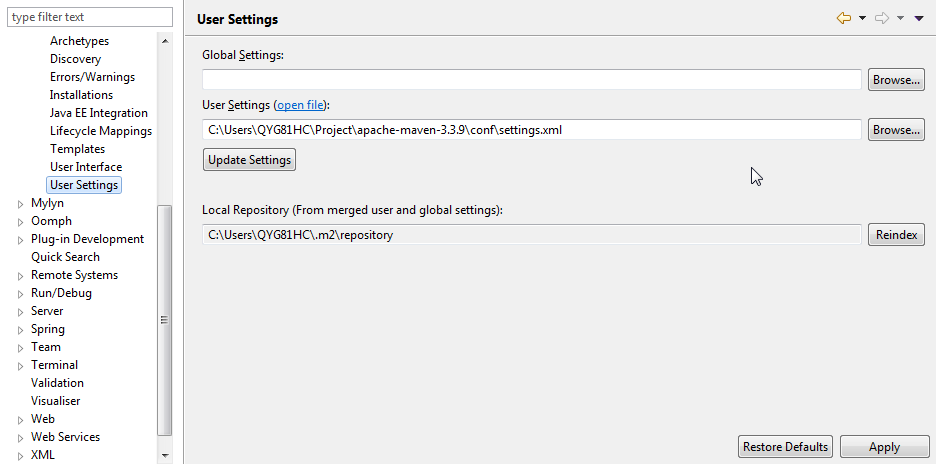 type filter text
Archetypes
Discovery
Errors/Warnings
Installations
Java EE Integration
Lifecycle Mappings
Templates
User Interface
User Settings
Mylyn
Oomph
Plug-in Development
Quick Search
Remote Systems
Run/Debug
Server
Spring
Team
Terminal
Validation
Visualiser
Web
Web Services
XML
User Settings
Global Settings:
Browse...
User Settings (open file):
C:\Users\QYG81HC\Project\apache-maven-3.3.9\conf\settings.xml
Browse...
Update Settings
Local Repository (From merged user and global settings):
C:\Users\QYG81HC\.m2\repository
Reindex
Restore Defaults
Apply